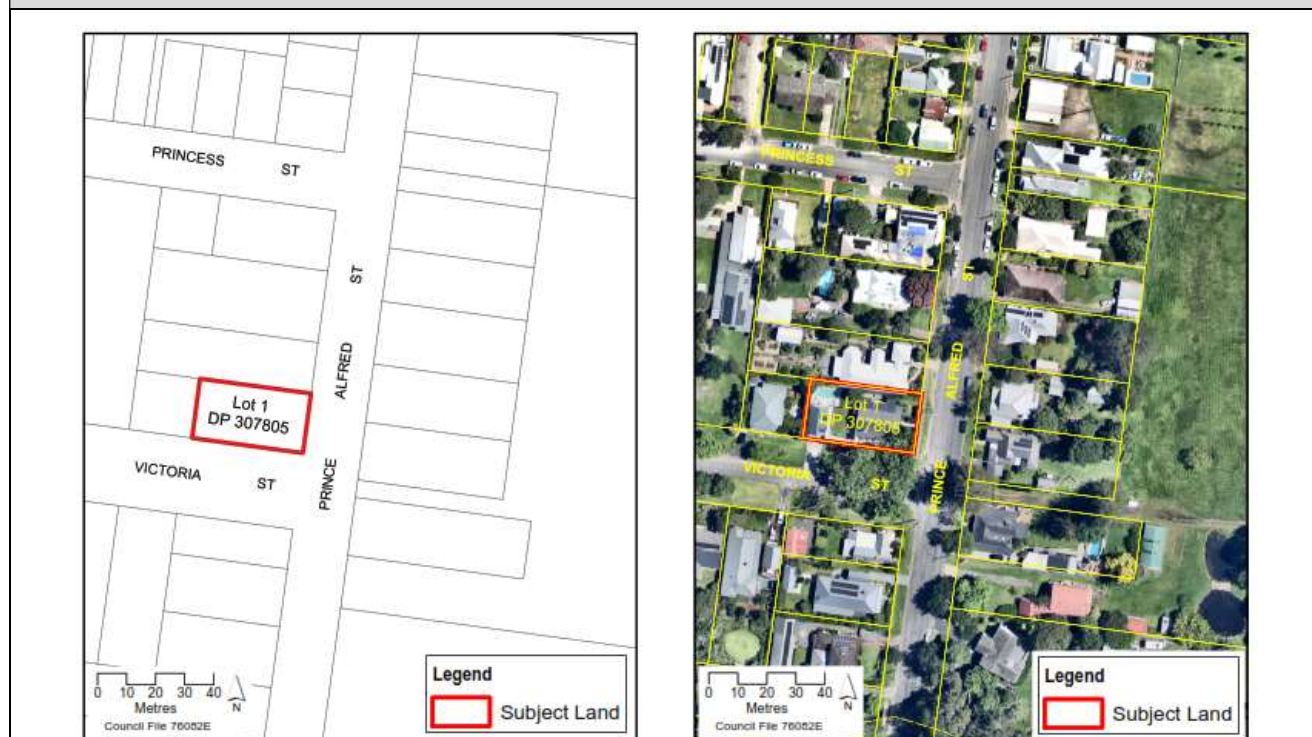 PRINCESS ST
ST
ALFRED
PRINCE
Lot 1
DP 307805
VICTORIA ST
0 10 20 30 40
Metres
Council File 76082E
N
Legend
Subject Land
PRINCESS ST
ST
ALFRED
PRINCE
Lot 1
DP 307805
VICTORIA ST
0 10 20 30 40
Metres
Council File 76082E
N
Legend
Subject Land